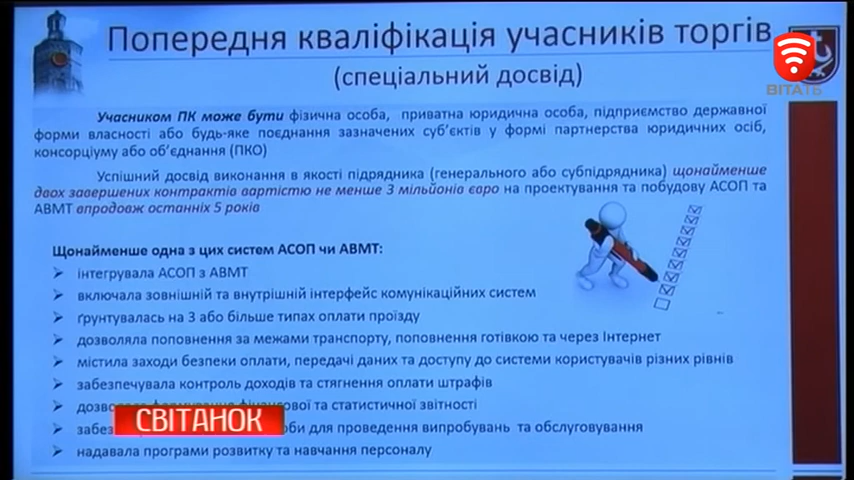 Попередня кваліфікація учасників торгів
(спеціальний досвід)
ВІТАТБ
Учасником ПК може бути фізична особа, приватна юридична особа, підприємство державної
форми власності або будь-яке поєднання зазначених суб’єктів у формі партнерства юридичних осіб,
консорціуму або об’єднання (ПКО)
Успішний досвід виконання в якості підрядника (генерального або субпідрядника) щонайменше
двох завершених контрактів вартістю не менше 3 мільйонів євро на проектування та побудову АСОП та
АВМТ впродовж останніх 5 років
Щонайменше одна з цих систем АСОП чи АВМТ:
➤ інтегрувала АСОП з АВМТ
➤ включала зовнішній та внутрішній інтерфейс комунікаційних систем
➤ ґрунтувалась на 3 або більше типах оплати проїзду
➤ дозволяла поповнення за межами транспорту, поповнення готівкою та через Інтернет
➤ містила заходи безпеки оплати, передачі даних та доступу до системи користувачів різних рівнів
➤ забезпечувала контроль доходів та стягнення оплати штрафів
➤ та статистичної звітності
➤ для проведення випробувань та обслуговування
➤ надавала програми розвитку та навчання персоналу
СВІТАНОК